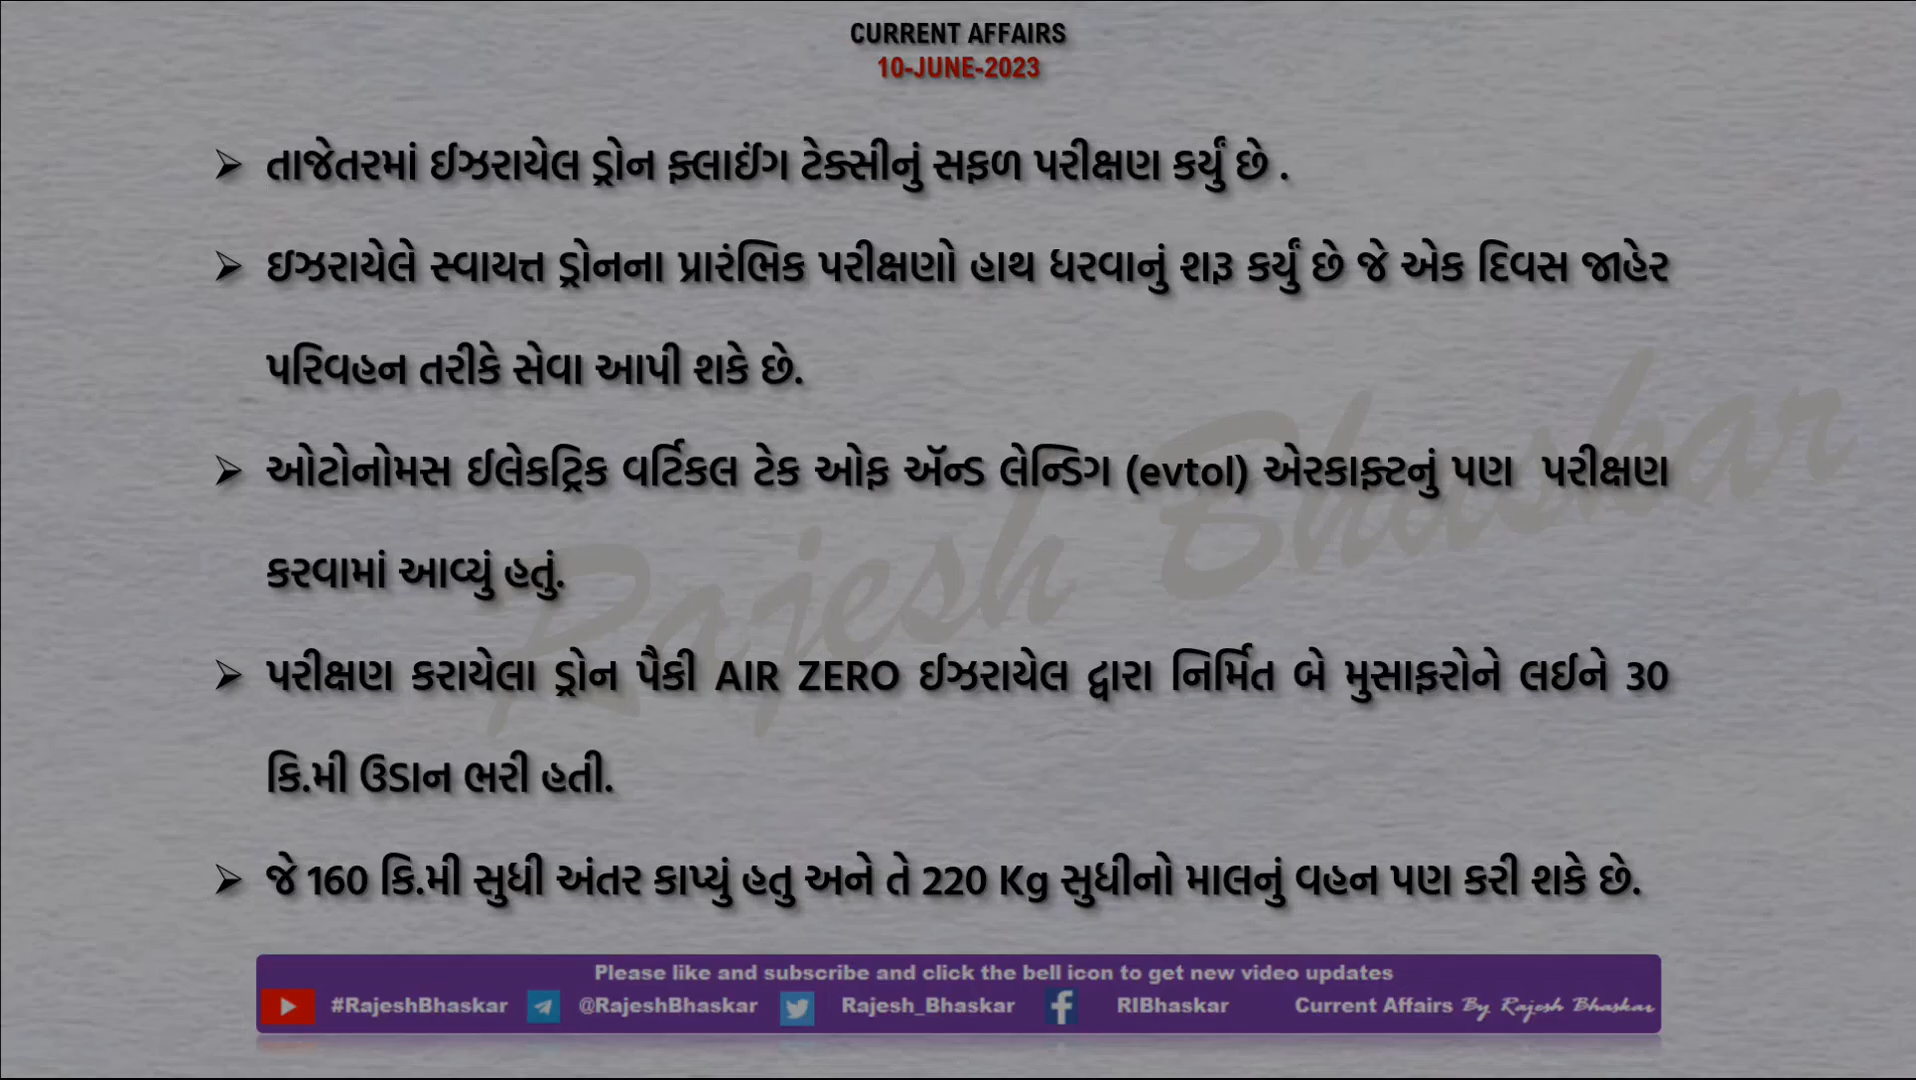 CURRENT AFFAIRS
10-JUNE-2023
➢ તાજેતરમાં ઈઝરાયેલ ડ્રોન ફ્લાઈંગ ટેક્સીનું સફળ પરીક્ષણ કર્યું છે .
➢ ઇઝરાયેલે સ્વાયત્ત ડ્રોનના પ્રારંભિક પરીક્ષણો હાથ ધરવાનું શરૂ કર્યું છે જે એક દિવસ જાહેર
પરિવહન તરીકે સેવા આપી શકે છે.
➢ ઓટોનોમસ ઈલેકટ્રિક વર્ટિકલ ટેક ઓફ ઍન્ડ લેન્ડિગ (evtol) એરકાફ્ટનું પણ પરીક્ષણ
કરવામાં આવ્યું હતું.
➢ પરીક્ષણ કરાયેલા ડ્રોન પૈકી AIR ZERO ઈઝરાયેલ દ્વારા નિર્મિત બે મુસાફરોને લઈને 30
કિ.મી ઉડાન ભરી હતી.
➢ જે 160 કિ.મી સુધી અંતર કાપ્યું હતુ અને તે 220 Kg સુધીનો માલનું વહન પણ કરી શકે છે.
Rajesh Bhaskar
Please like and subscribe and click the bell icon to get new video updates
#RajeshBhaskar @RajeshBhaskar Rajesh_Bhaskar RIBhaskar Current Affairs By Rajesh Bhaskar